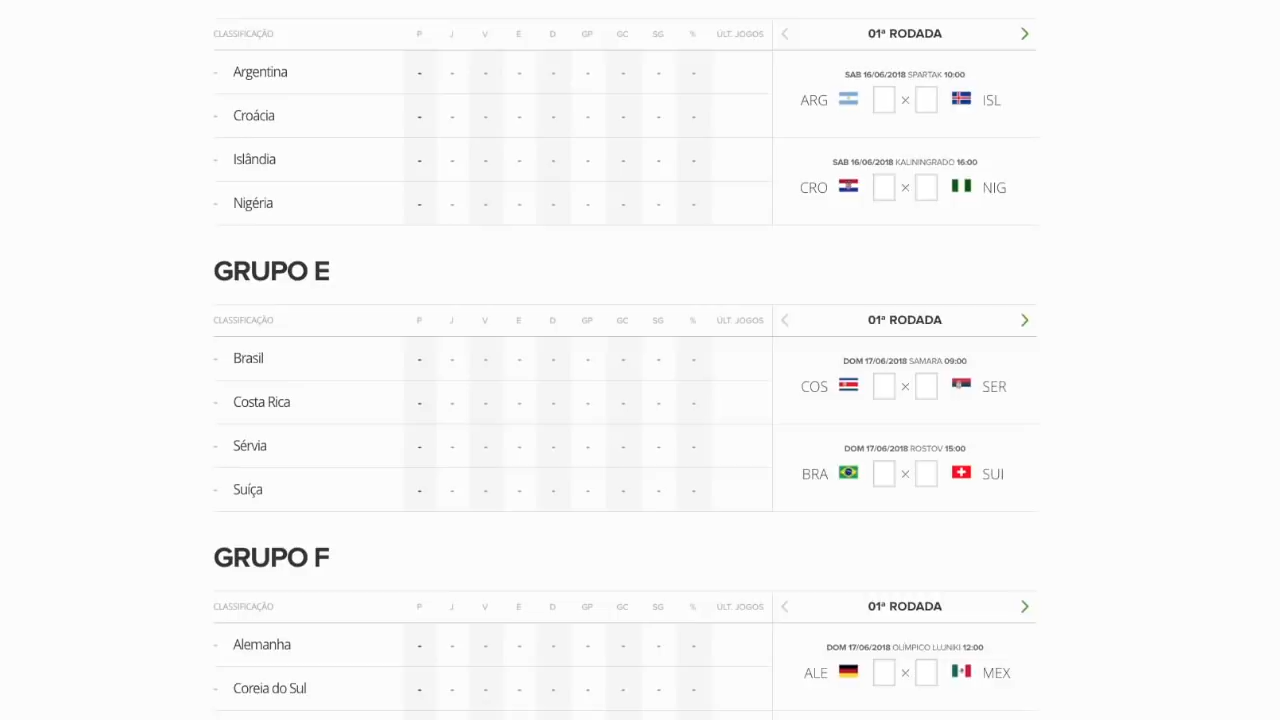 CLASSIFICAÇÃO P J V E D GP GC SG % ÚLT. JOGOS 01ª RODADA
- Argentina - - - - - - - - -
SAB 16/06/2018 SPARTAK 10:00
ARG × ISL
- Croácia - - - - - - - - -
- Islândia - - - - - - - - -
SAB 16/06/2018 KALININGRADO 16:00
CRO × NIG
- Nigéria - - - - - - - - -
GRUPO E
CLASSIFICAÇÃO P J V E D GP GC SG % ÚLT. JOGOS 01ª RODADA
- Brasil - - - - - - - - -
DOM 17/06/2018 SAMARA 09:00
COS × SER
- Costa Rica - - - - - - - - -
- Sérvia - - - - - - - - -
DOM 17/06/2018 ROSTOV 15:00
BRA × SUI
- Suíça - - - - - - - - -
GRUPO F
CLASSIFICAÇÃO P J V E D GP GC SG % ÚLT. JOGOS 01ª RODADA
- Alemanha - - - - - - - - -
DOM 17/06/2018 OLÍMPICO LUJNIKI 12:00
ALE × MEX
- Coreia do Sul - - - - - - - - -